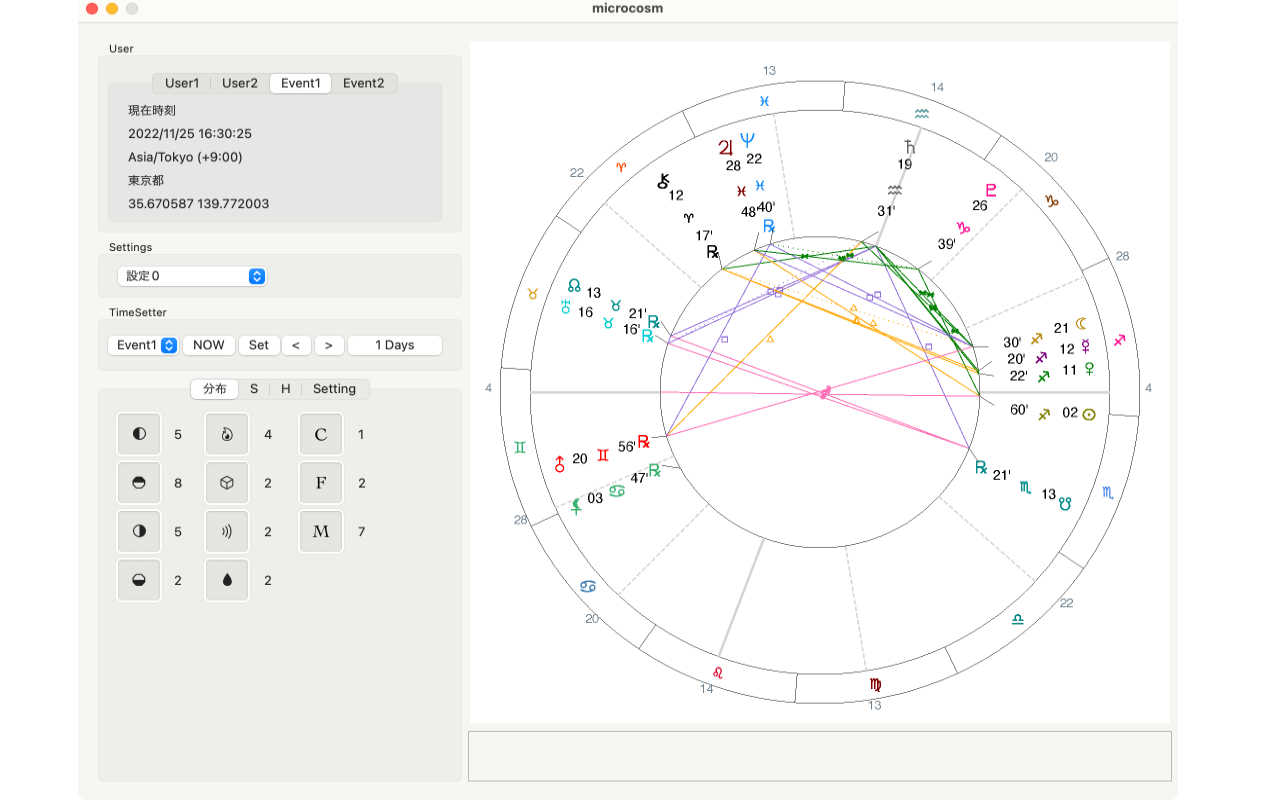 microcosm
User
User1 User2 Event1 Event2
現在時刻
2022/11/25 16:30:25
Asia/Tokyo (+9:00)
東京都
35.670587 139.772003
Settings
設定0
TimeSetter
Event1 NOW Set < > 1 Days
分布 S H Setting
5 4 C 1
8 2 F 2
5 2 M 7
2 2
13
14
♓
♒
22
♈
♃ ♆
28 22
♄
19
20
⚷
12
♓ ♓
♒
♇
26
♑
♈
48' 40'
31'
♑
17'
℞
℞
39'
28
♉
☊ 13
⛢ 16
♉ 21' ℞
♉ 16' ℞
30' ♐ 21 ☾
20' ♐ 12 ☿
22' ♐ 11 ♀
♐
4
4
60' ♐ 02 ☉
♊
♂ 20 ♊ 56' ℞
⚸ 03 ♋ 47' ℞
℞ 21' ♏ 13 ☋
♏
28
♋
20
22
♎
♌
14
♍
13